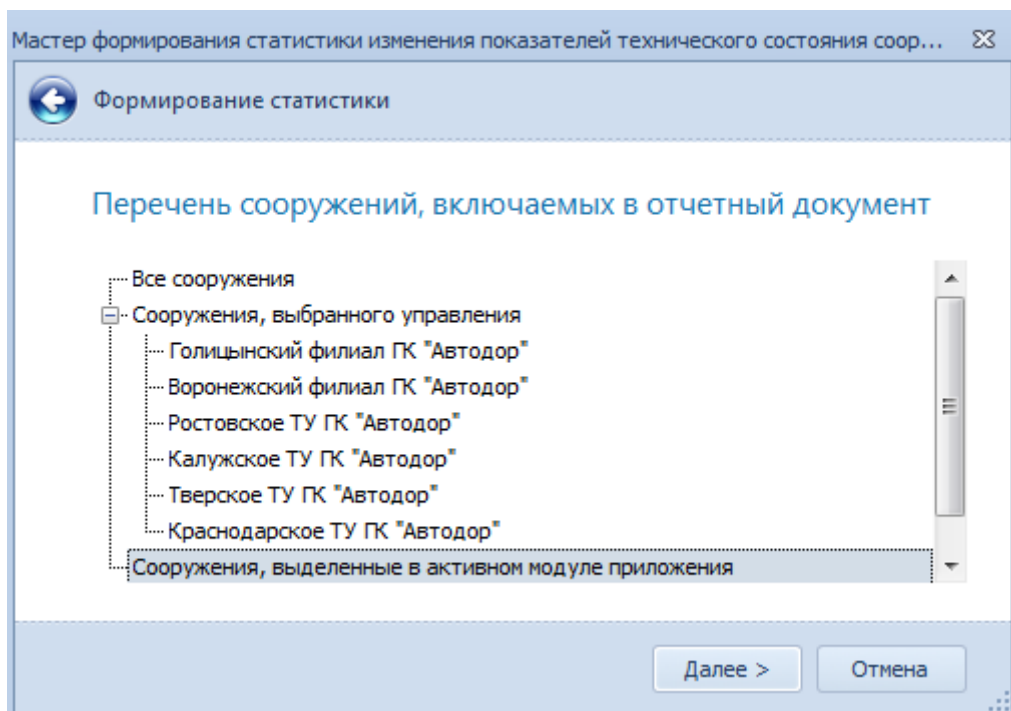 Мастер формирования статистики изменения показателей технического состояния соор...
Формирование статистики
Перечень сооружений, включаемых в отчетный документ
Все сооружения
Сооружения, выбранного управления
Голицынский филиал ГК "Автодор"
Воронежский филиал ГК "Автодор"
Ростовское ТУ ГК "Автодор"
Калужское ТУ ГК "Автодор"
Тверское ТУ ГК "Автодор"
Краснодарское ТУ ГК "Автодор"
Сооружения, выделенные в активном модуле приложения
Далее > Отмена